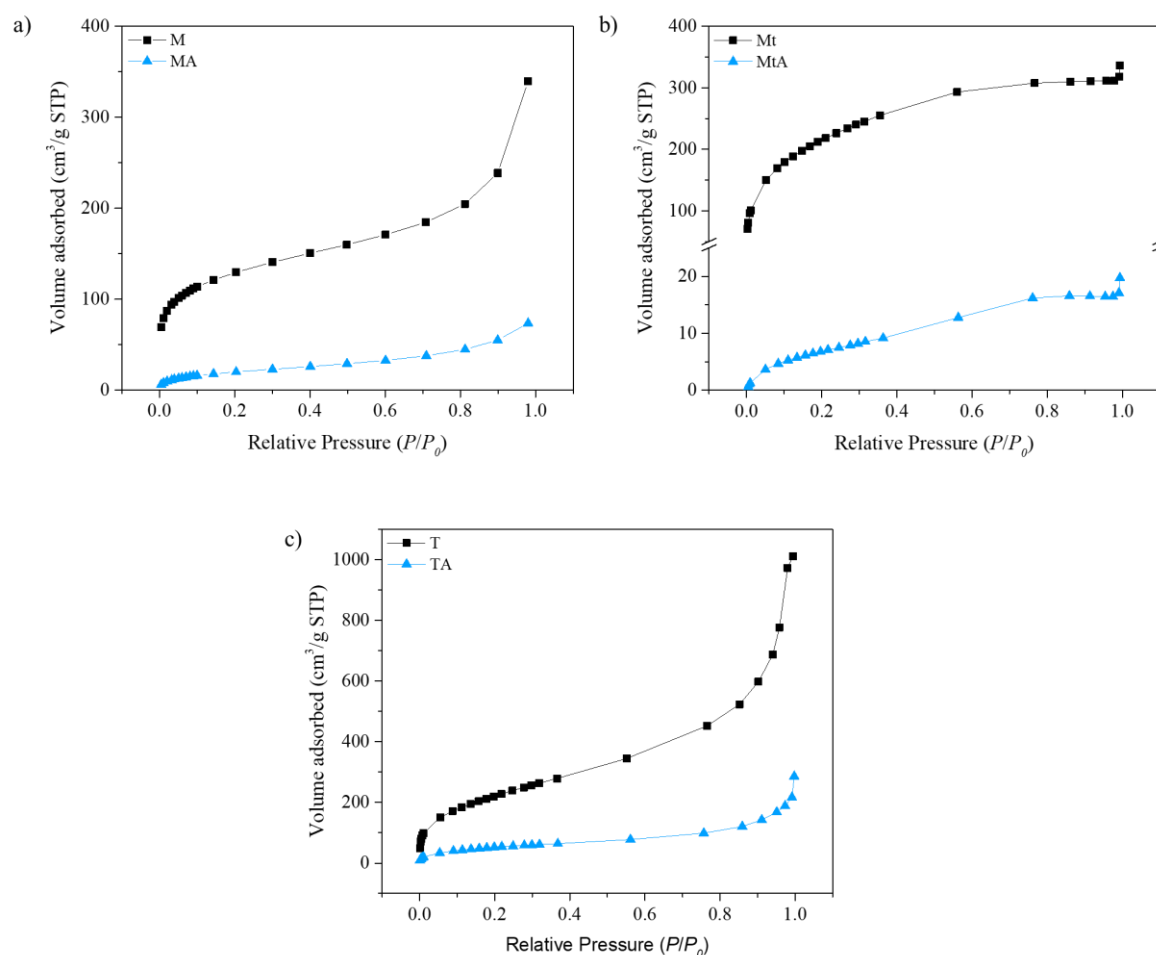 a)
M
MA
400
300
200
100
0
Volume adsorbed (cm³/g STP)
0.0 0.2 0.4 0.6 0.8 1.0
Relative Pressure (P/P₀)
b)
Mt
MtA
400
300
200
100
20
10
0
Volume adsorbed (cm³/g STP)
0.0 0.2 0.4 0.6 0.8 1.0
Relative Pressure (P/P₀)
c)
T
TA
1000
800
600
400
200
0
Volume adsorbed (cm³/g STP)
0.0 0.2 0.4 0.6 0.8 1.0
Relative Pressure (P/P₀)